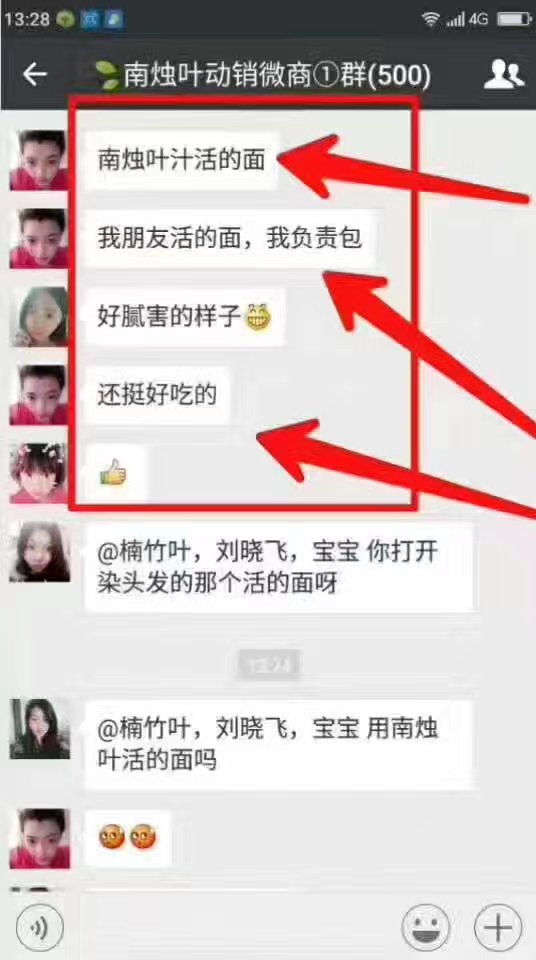 13:28
4G
南烛叶动销微商①群(500)
南烛叶汁活的面
我朋友活的面，我负责包
好腻害的样子
还挺好吃的
@楠竹叶，刘晓飞，宝宝 你打开
染头发的那个活的面呀
@楠竹叶，刘晓飞，宝宝 用南烛
叶活的面吗